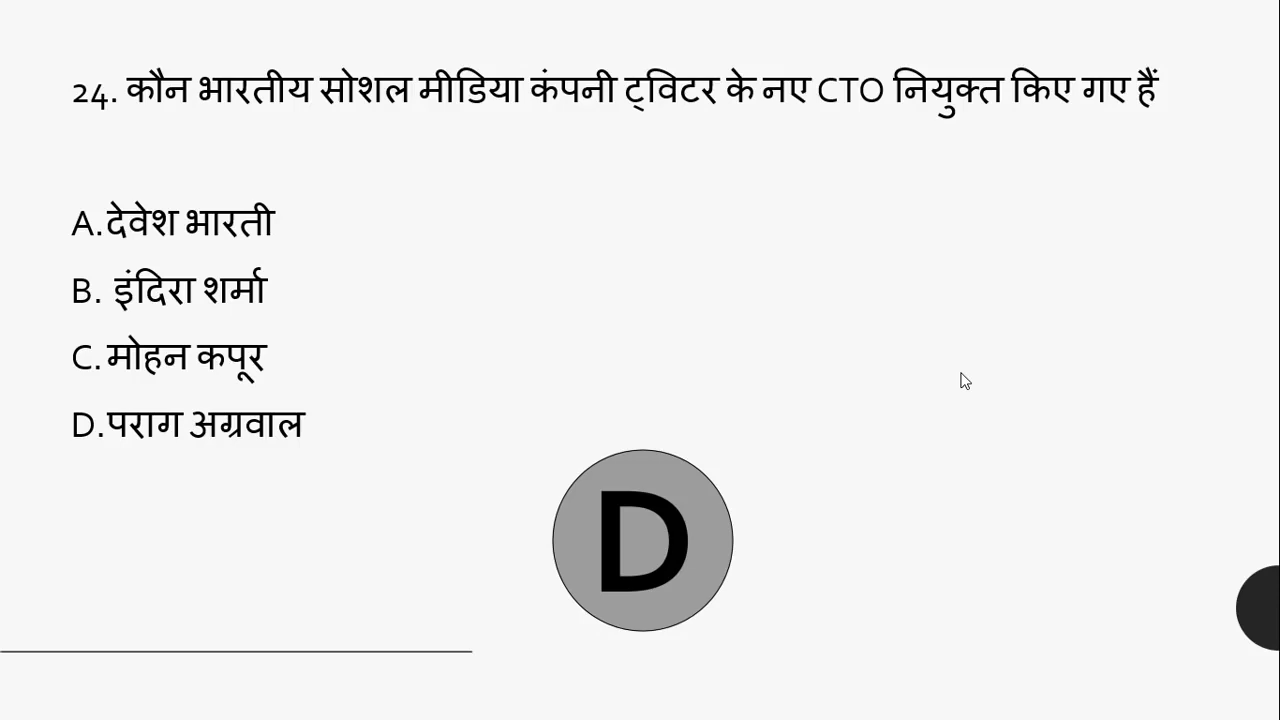 24. कौन भारतीय सोशल मीडिया कंपनी ट्विटर के नए CTO नियुक्त किए गए हैं
A.देवेश भारती
B. इंदिरा शर्मा
C. मोहन कपूर
D.पराग अग्रवाल
D